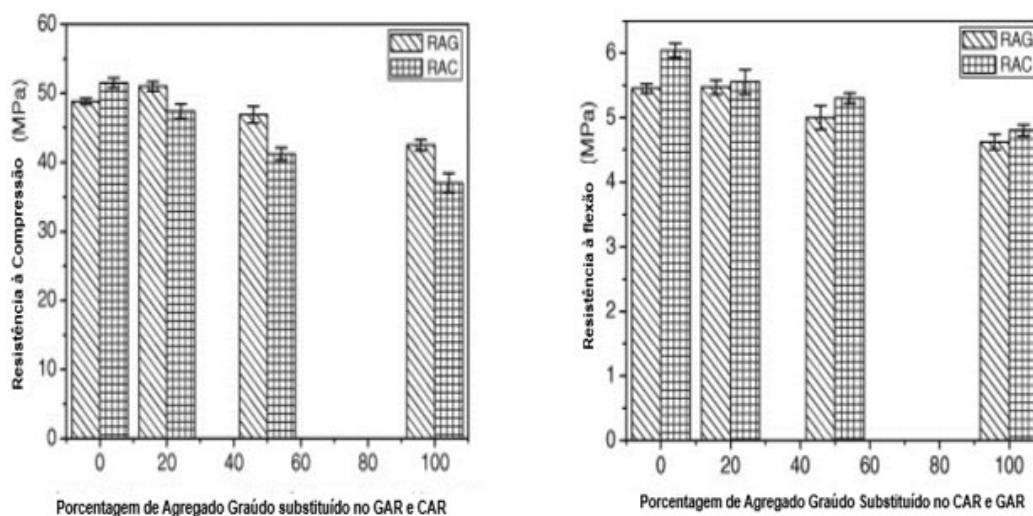 60
50
40
30
20
10
0
Resistência à Compressão (MPa)
RAG
RAC
0 20 40 60 80 100
Porcentagem de Agregado Graúdo substituído no GAR e CAR
6
5
4
3
2
1
0
Resistência à flexão (MPa)
RAG
RAC
0 20 40 60 80 100
Porcentagem de Agregado Graúdo Substituído no CAR e GAR